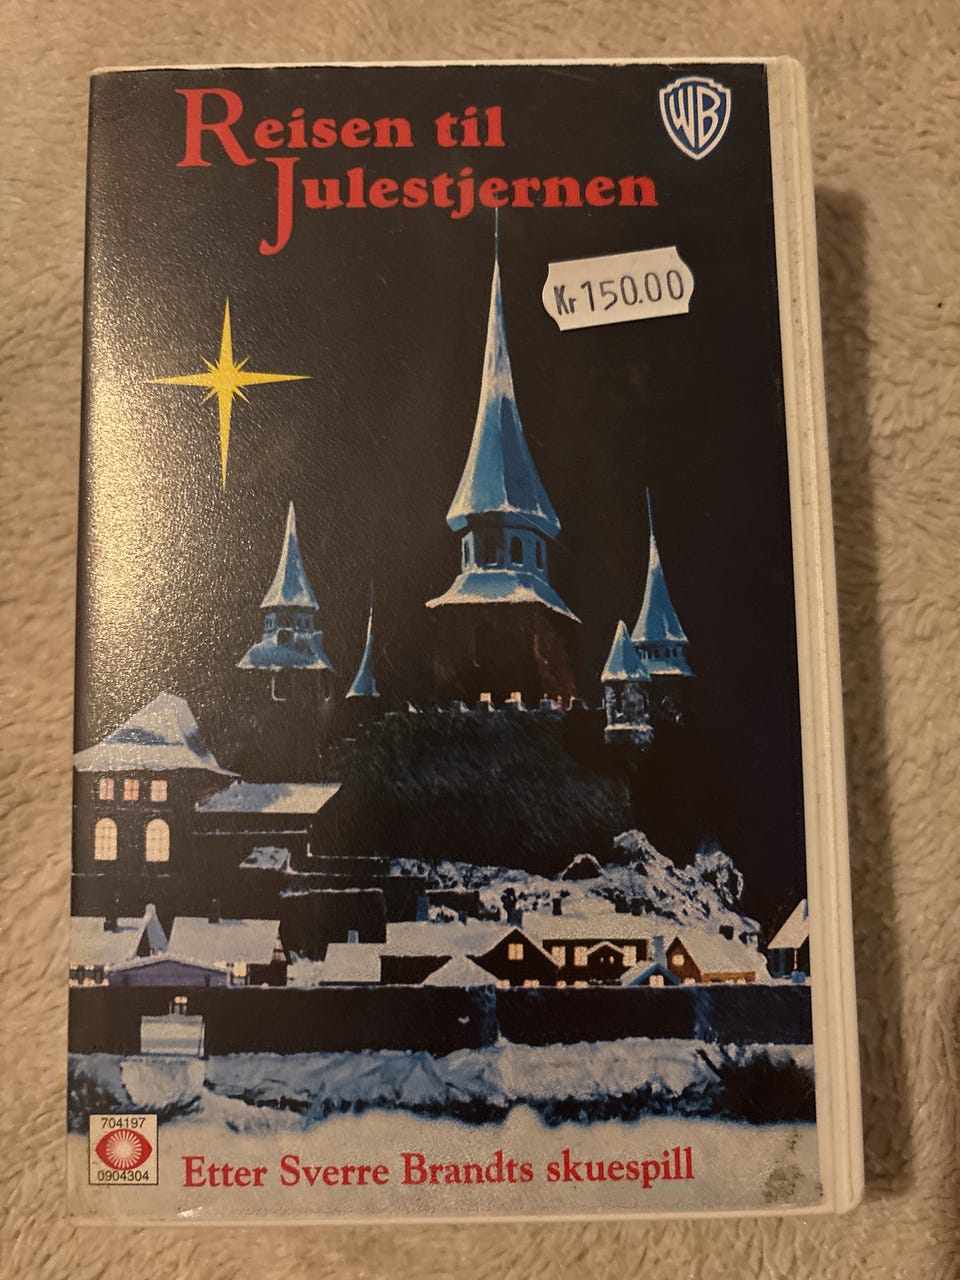 Reisen til
Julestjernen
WB
Kr 150.00
704197
0904304
Etter Sverre Brandts skuespill